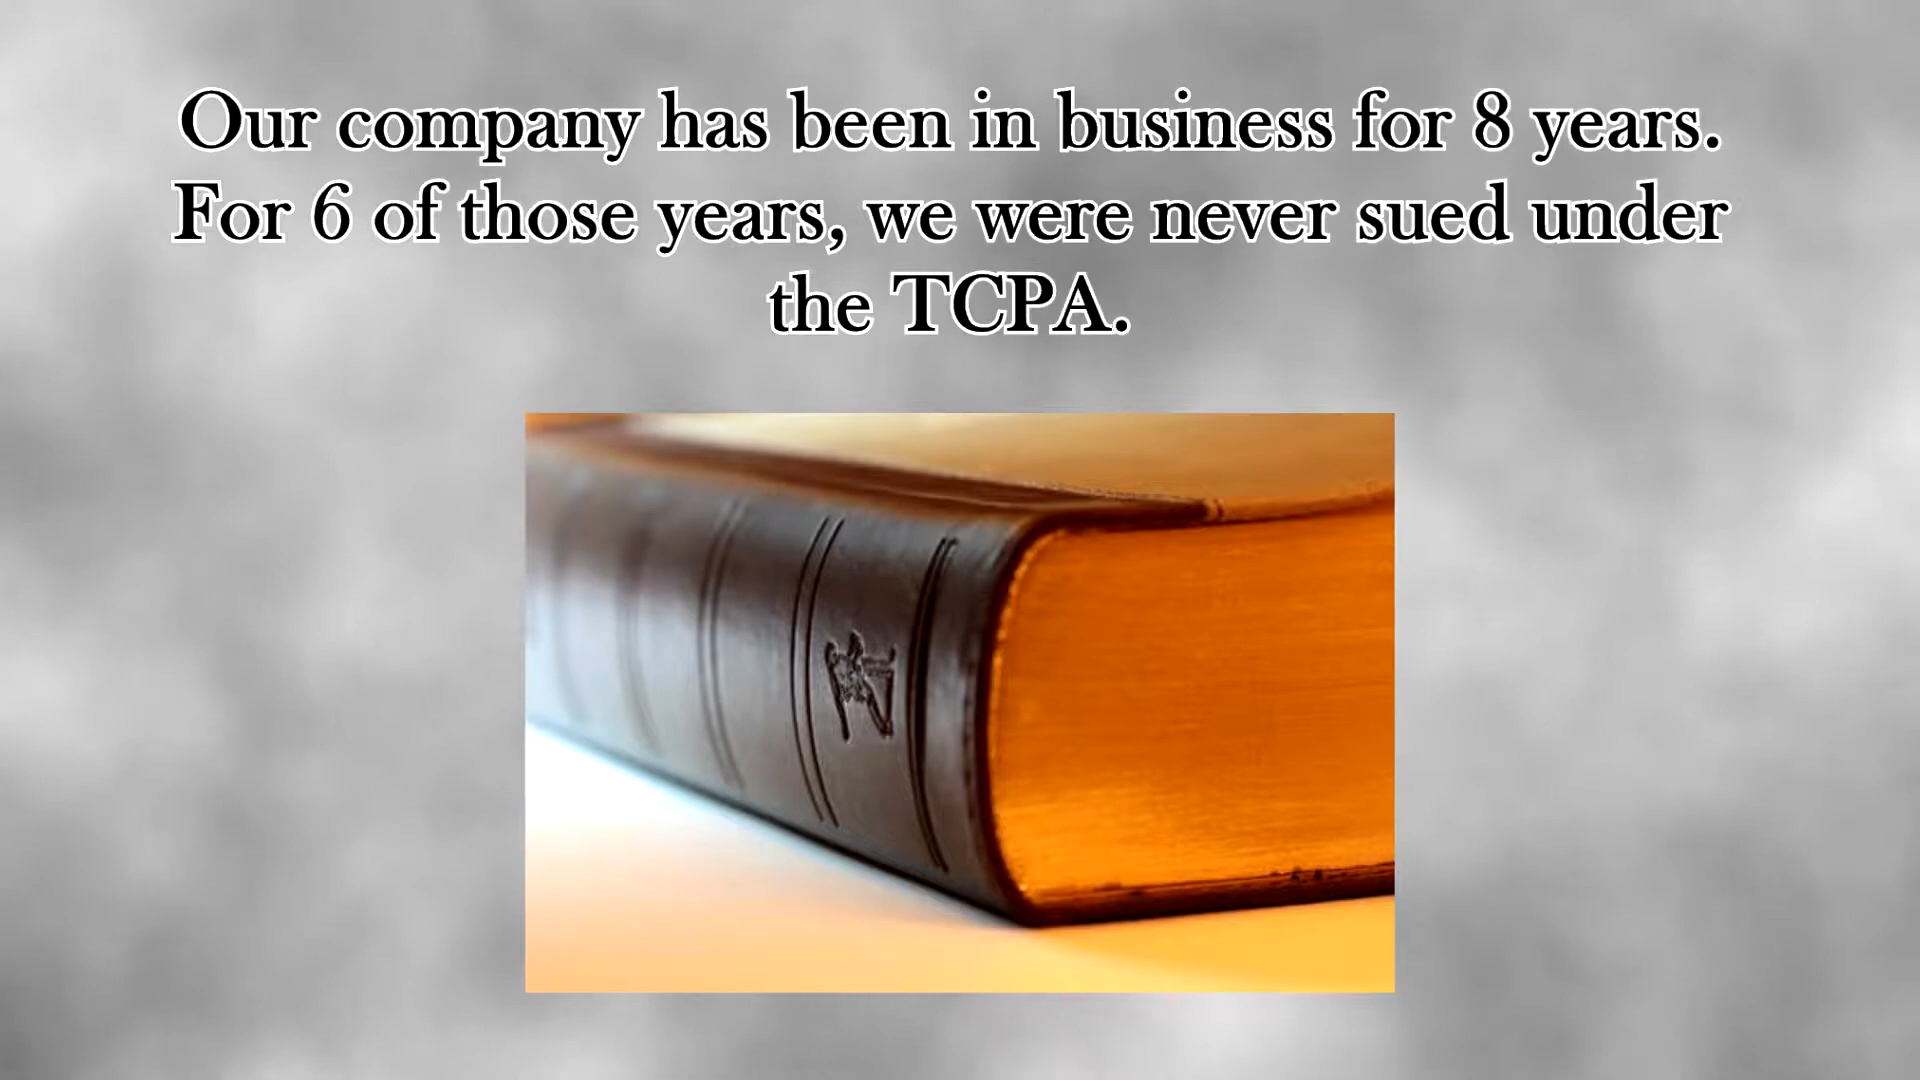 Our company has been in business for 8 years.
For 6 of those years, we were never sued under
the TCPA.